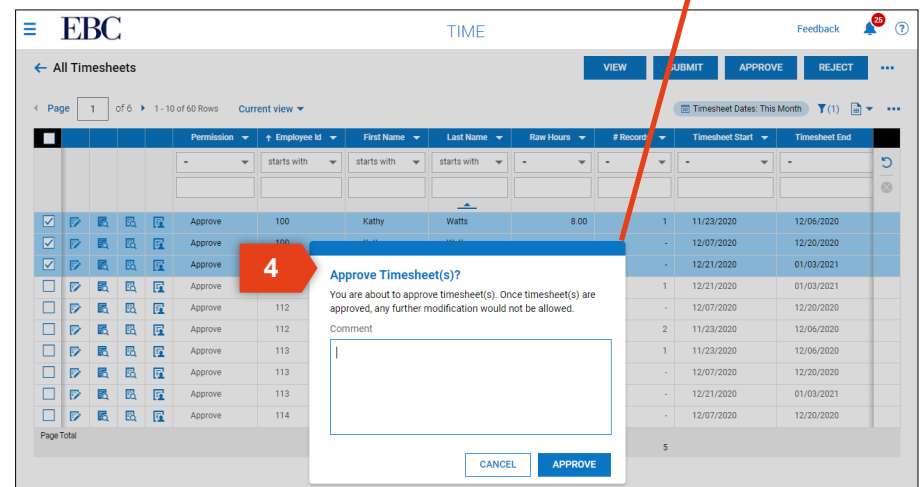 EBC
TIME
Feedback
25
?
← All Timesheets
VIEW
SUBMIT
APPROVE
REJECT
Page 1 of 6 1 - 10 of 60 Rows Current view
Timesheet Dates: This Month
(1)
Permission ↑ Employee Id First Name Last Name Raw Hours # Records Timesheet Start Timesheet End
- starts with starts with starts with - - - -
Approve 100 Kathy Watts 8.00 1 11/23/2020 12/06/2020
Approve 100 - 12/07/2020 12/20/2020
Approve - 12/21/2020 01/03/2021
Approve 1 12/21/2020 01/03/2021
Approve 112 - 12/07/2020 12/20/2020
Approve 112 2 11/23/2020 12/06/2020
Approve 113 1 11/23/2020 12/06/2020
Approve 113 - 12/07/2020 12/20/2020
Approve 113 - 12/21/2020 01/03/2021
Approve 114 - 12/07/2020 12/20/2020
Page Total
5
4
Approve Timesheet(s)?
You are about to approve timesheet(s). Once timesheet(s) are
approved, any further modification would not be allowed.
Comment
CANCEL
APPROVE